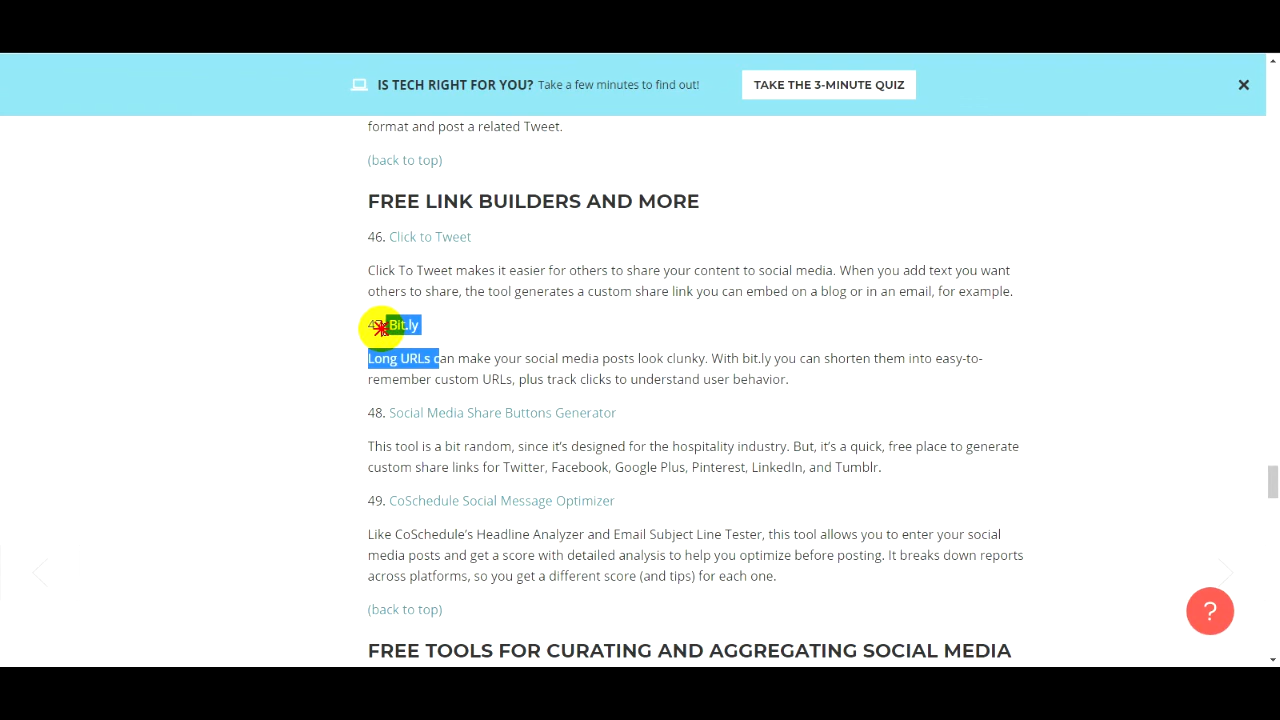 IS TECH RIGHT FOR YOU? Take a few minutes to find out! TAKE THE 3-MINUTE QUIZ
format and post a related Tweet.
(back to top)
FREE LINK BUILDERS AND MORE
46. Click to Tweet
Click To Tweet makes it easier for others to share your content to social media. When you add text you want
others to share, the tool generates a custom share link you can embed on a blog or in an email, for example.
47. Bit.ly
Long URLs can make your social media posts look clunky. With bit.ly you can shorten them into easy-to-
remember custom URLs, plus track clicks to understand user behavior.
48. Social Media Share Buttons Generator
This tool is a bit random, since it's designed for the hospitality industry. But, it's a quick, free place to generate
custom share links for Twitter, Facebook, Google Plus, Pinterest, LinkedIn, and Tumblr.
49. CoSchedule Social Message Optimizer
Like CoSchedule's Headline Analyzer and Email Subject Line Tester, this tool allows you to enter your social
media posts and get a score with detailed analysis to help you optimize before posting. It breaks down reports
across platforms, so you get a different score (and tips) for each one.
(back to top)
?
FREE TOOLS FOR CURATING AND AGGREGATING SOCIAL MEDIA